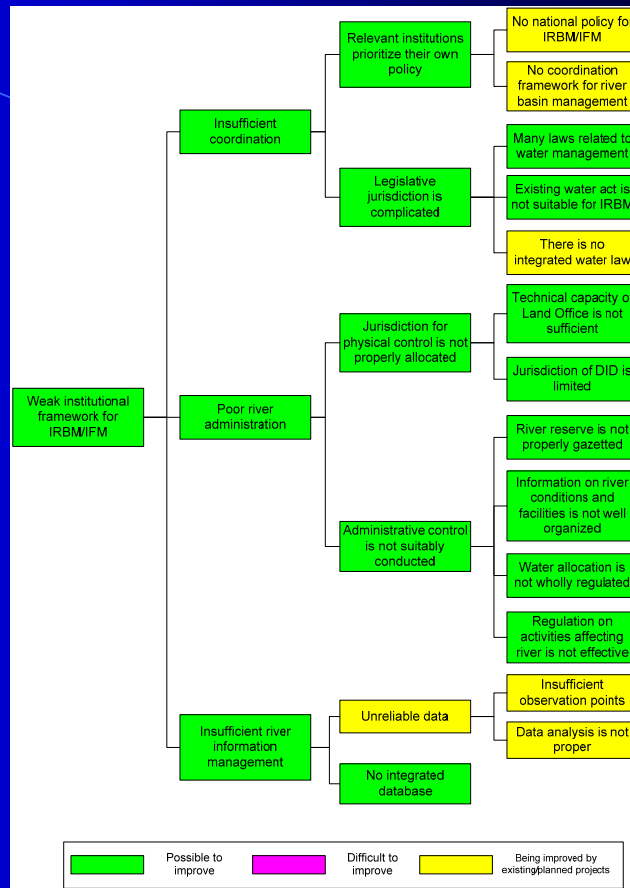 Weak institutional
framework for
IRBM/IFM
Insufficient
coordination
Relevant institutions
prioritize their own
policy
No national policy for
IRBM/IFM
No coordination
framework for river
basin management
Legislative
jurisdiction is
complicated
Many laws related to
water management
Existing water act is
not suitable for IRBM
There is no
integrated water law
Poor river
administration
Jurisdiction for
physical control is not
properly allocated
Technical capacity of
Land Office is not
sufficient
Jurisdiction of DID is
limited
Administrative control
is not suitably
conducted
River reserve is not
properly gazetted
Information on river
conditions and
facilities is not well
organized
Water allocation is
not wholly regulated
Regulation on
activities affecting
river is not effective
Insufficient river
information
management
Unreliable data
Insufficient
observation points
Data analysis is not
proper
No integrated
database
Possible to
improve
Difficult to
improve
Being improved by
existing/planned projects